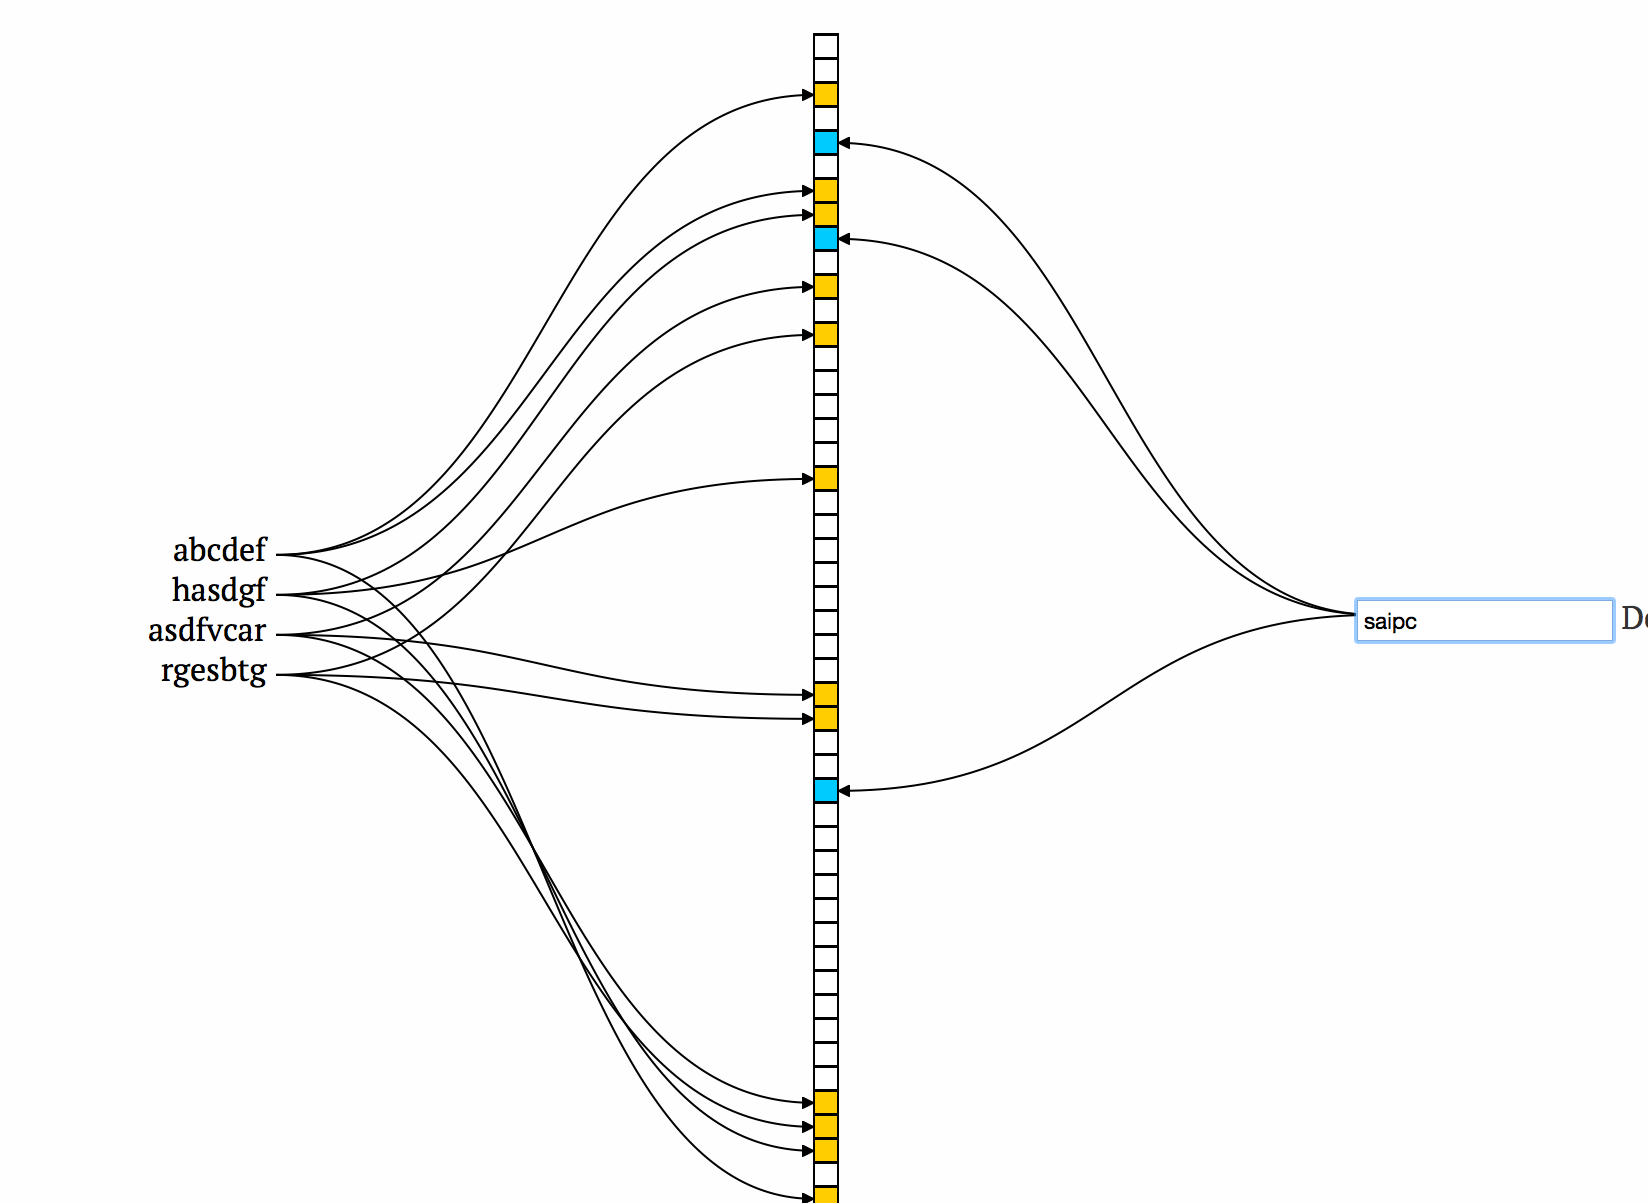 abcdef
hasdgf
asdfvcar
rgesbtg
saipc